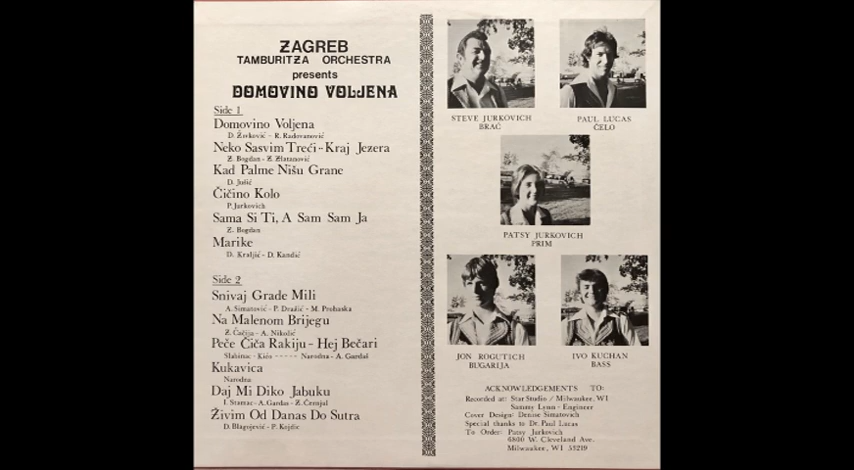 ZAGREB
TAMBURITZA ORCHESTRA
presents
DOMOVINO VOLJENA
Side 1
Domovino Voljena
D. Živković - R. Radovanović
Neko Sasvim Treći - Kraj Jezera
Z. Bogdan - Z. Zlatanović
Kad Palme Nišu Grane
D. Jušić
Čičino Kolo
P. Jurkovich
Sama Si Ti, A Sam Sam Ja
Z. Bogdan
Marike
D. Kraljić - D. Kandić
Side 2
Snivaj Grade Mili
A. Simatović - P. Dražić - M. Prohaska
Na Malenom Brijegu
Z. Čačija - A. Nikolić
Peče Čiča Rakiju - Hej Bečari
Slabinac - Kićo ----- Narodna - A. Gardaš
Kukavica
Narodna
Daj Mi Diko Jabuku
I. Stamac - A. Gardas - Z. Černjul
Živim Od Danas Do Sutra
D. Blagojević - P. Kojčić
STEVE JURKOVICH
BRAĆ
PAUL LUCAS
ČELO
PATSY JURKOVICH
PRIM
JON ROGUTICH
BUGARIJA
IVO KUCHAN
BASS
ACKNOWLEDGEMENTS TO:
Recorded at: Star Studio / Milwaukee, WI
Sammy Lynn - Engineer
Cover Design: Denise Simatovich
Special thanks to Dr. Paul Lucas
To Order: Patsy Jurkovich
6800 W. Cleveland Ave.
Milwaukee, WI 53219